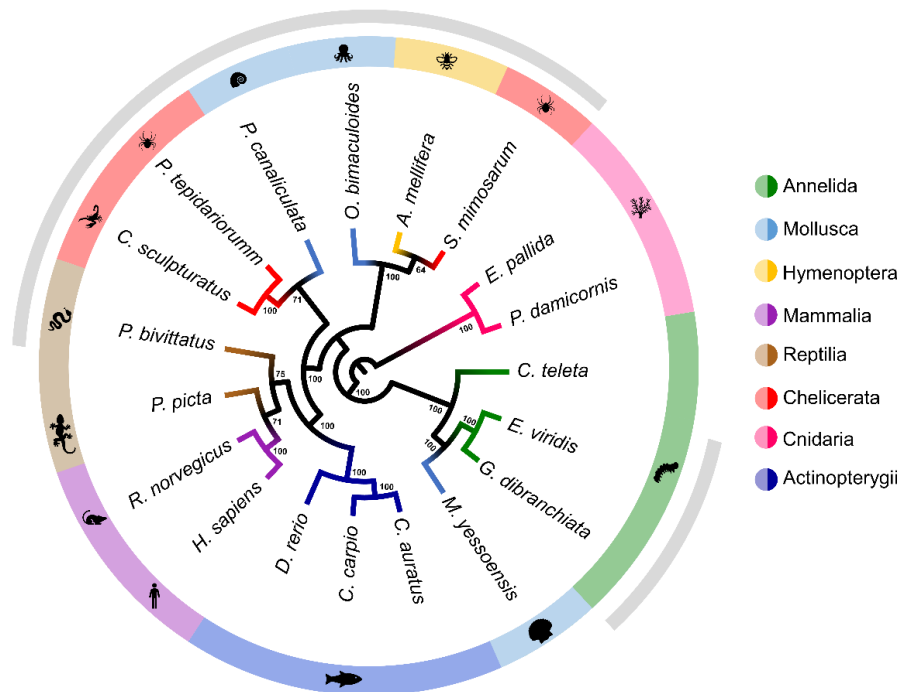 P. tepidariorumm
P. canaliculata
O. bimaculoides
A. mellifera
S. mimosarum
E. pallida
P. damicornis
C. teleta
E. viridis
G. dibranchiata
M. yessoensis
C. auratus
C. carpio
D. rerio
H. sapiens
R. norvegicus
P. picta
P. bivittatus
C. sculpturatus
100
71
100
64
100
100
100
100
100
100
75
71
100
100
100
100
100
Annelida
Mollusca
Hymenoptera
Mammalia
Reptilia
Chelicerata
Cnidaria
Actinopterygii